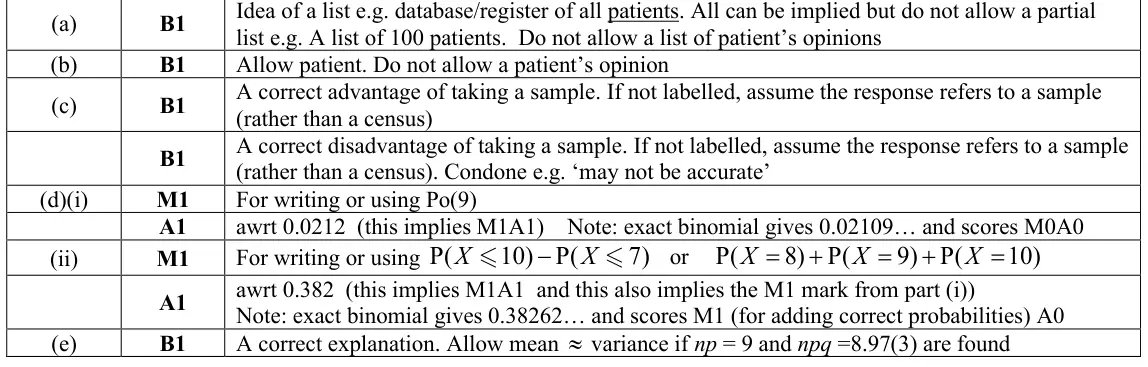 (a) B1 Idea of a list e.g. database/register of all patients. All can be implied but do not allow a partial
list e.g. A list of 100 patients. Do not allow a list of patient’s opinions
(b) B1 Allow patient. Do not allow a patient’s opinion
(c) B1 A correct advantage of taking a sample. If not labelled, assume the response refers to a sample
(rather than a census)
B1 A correct disadvantage of taking a sample. If not labelled, assume the response refers to a sample
(rather than a census). Condone e.g. ‘may not be accurate’
(d)(i) M1 For writing or using Po(9)
A1 awrt 0.0212 (this implies M1A1) Note: exact binomial gives 0.02109… and scores M0A0
(ii) M1 For writing or using P(X ⩽ 10) − P(X ⩽ 7) or P(X = 8) + P(X = 9) + P(X = 10)
A1 awrt 0.382 (this implies M1A1 and this also implies the M1 mark from part (i))
Note: exact binomial gives 0.38262… and scores M1 (for adding correct probabilities) A0
(e) B1 A correct explanation. Allow mean ≈ variance if np = 9 and npq =8.97(3) are found